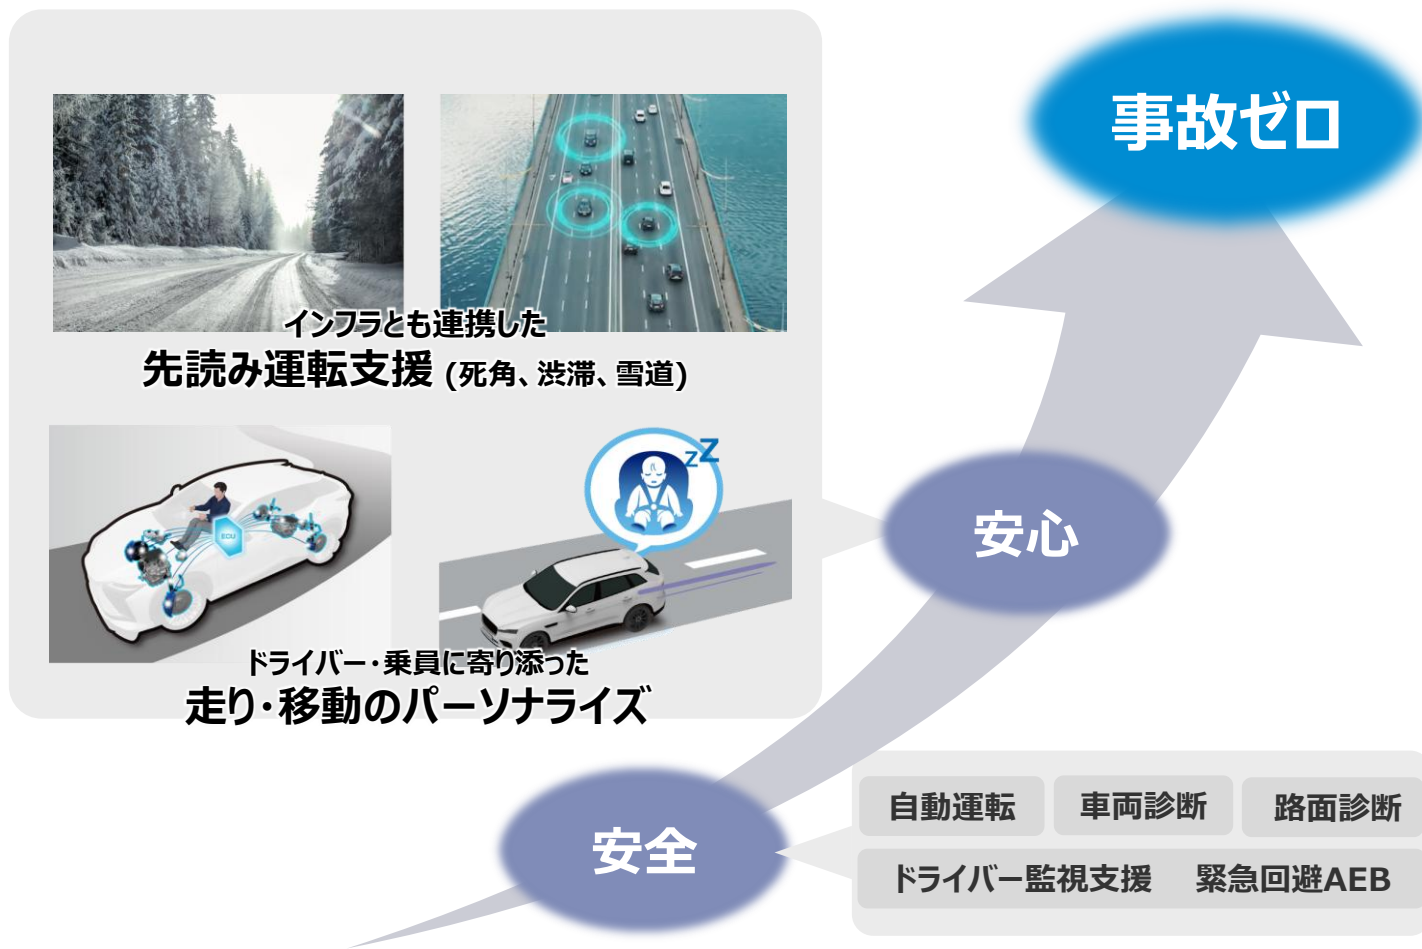 事故ゼロ
インフラとも連携した
先読み運転支援 (死角、渋滞、雪道)
ECU
zZ
安心
ドライバー・乗員に寄り添った
走り・移動のパーソナライズ
安全
自動運転 車両診断 路面診断
ドライバー監視支援 緊急回避AEB